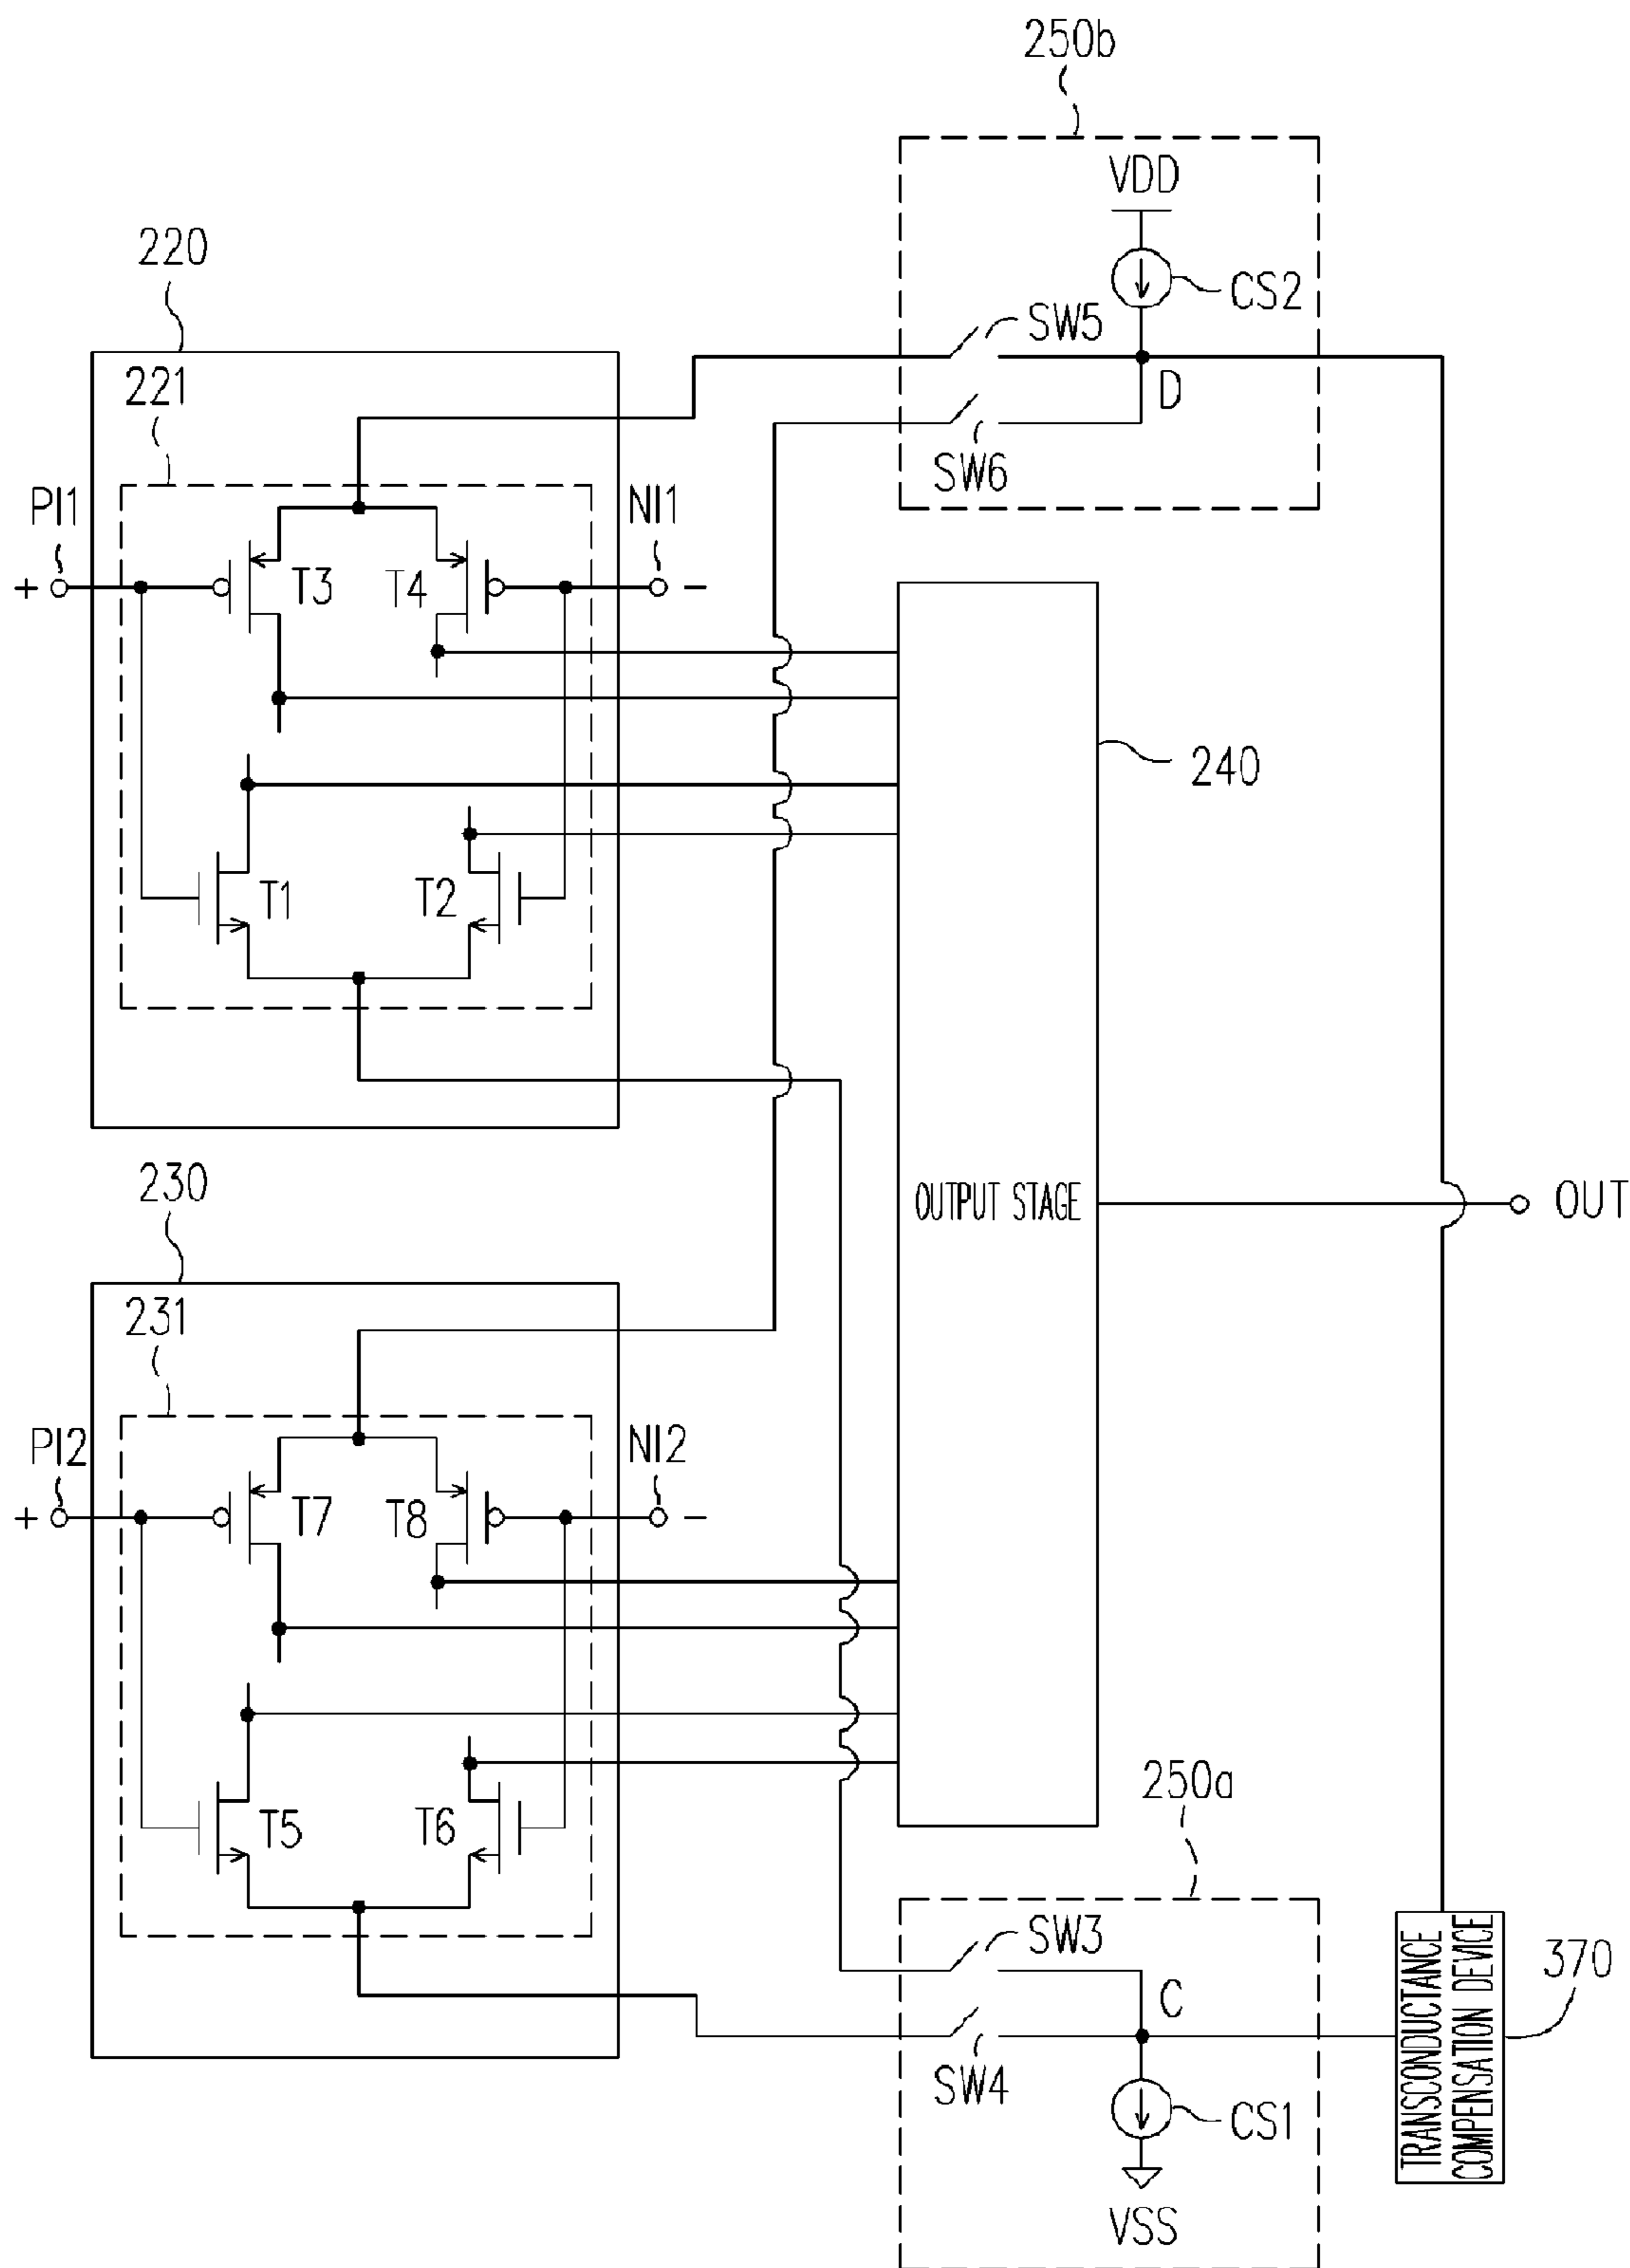 250b
VDD
CS2
SW5
D
SW6
220
221
PI1
NI1
+
-
T3
T4
240
T1
T2
230
OUTPUT STAGE
OUT
231
PI2
NI2
+
-
T7
T8
T5
T6
250a
SW3
C
SW4
CS1
VSS
TRANSCONDUCTANCE
COMPENSATION DEVICE
370